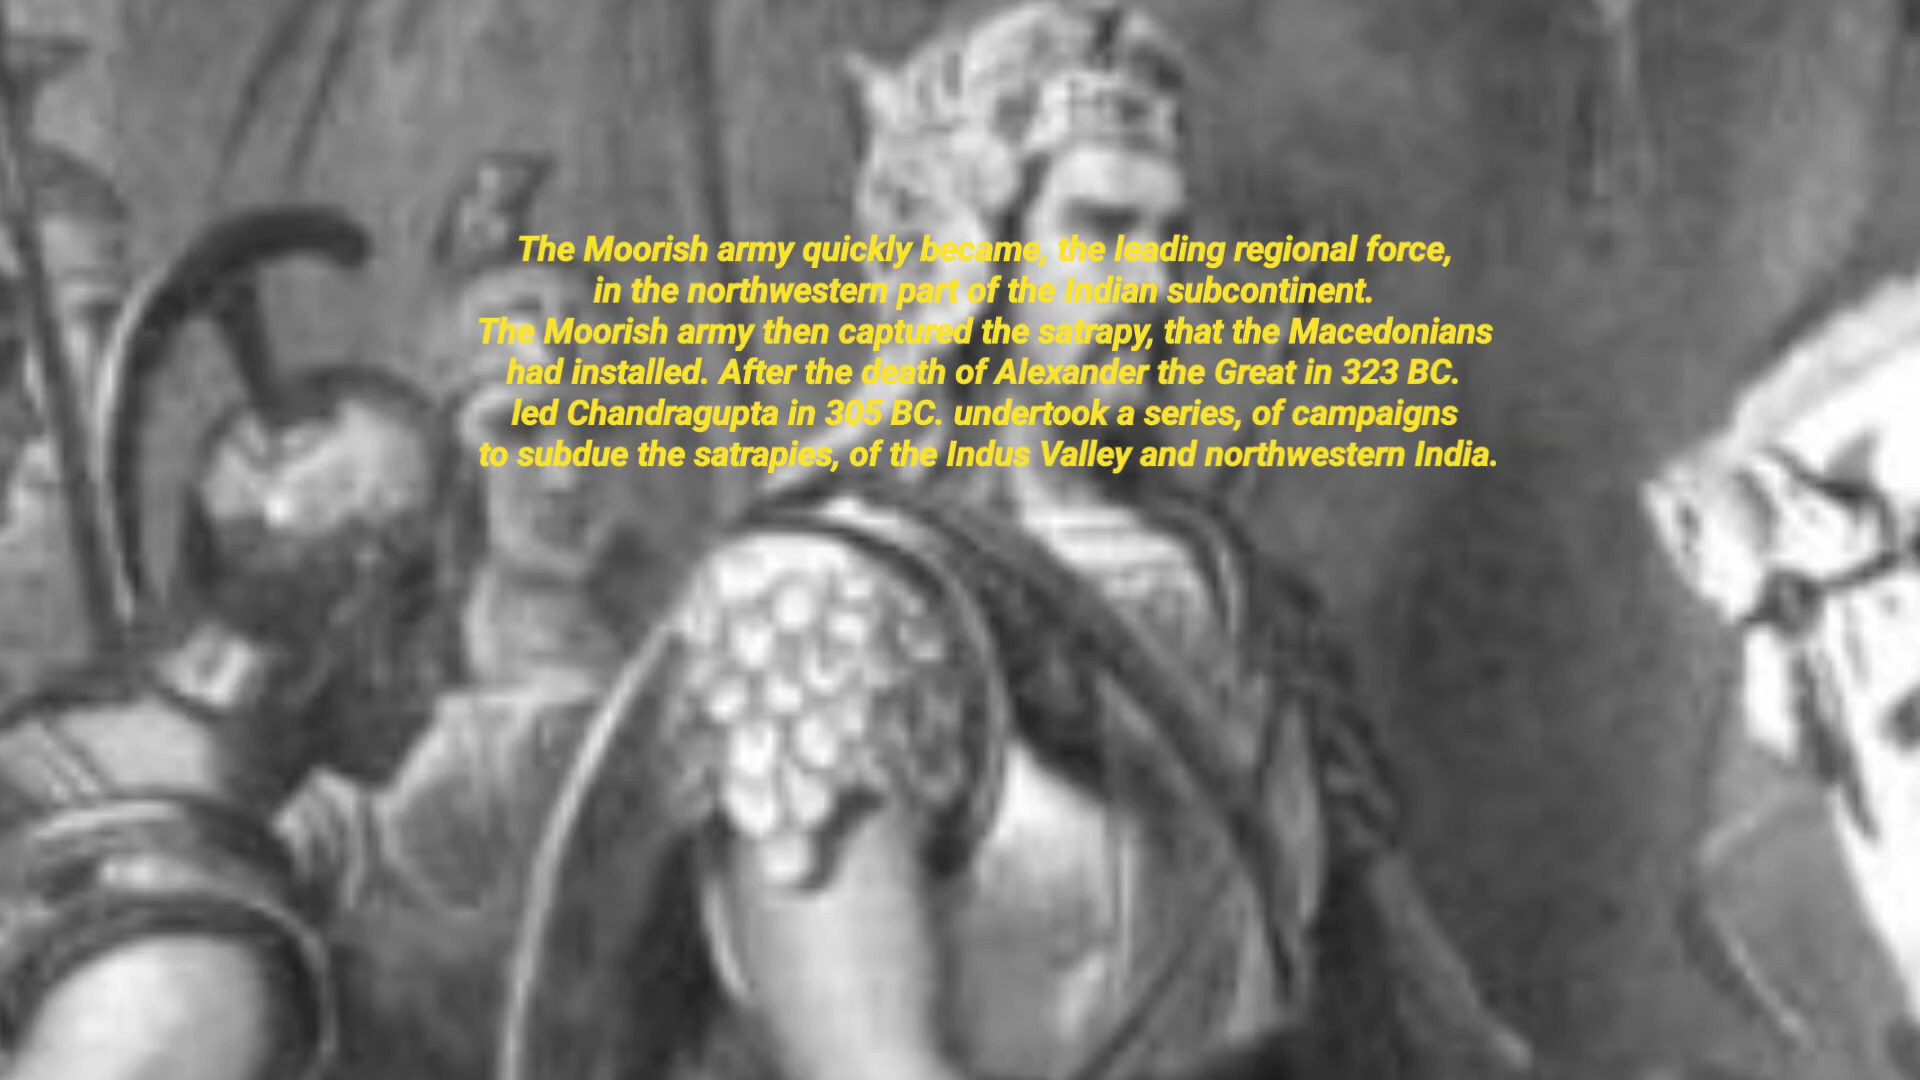 The Moorish army quickly became, the leading regional force,
in the northwestern part of the Indian subcontinent.
The Moorish army then captured the satrapy, that the Macedonians
had installed. After the death of Alexander the Great in 323 BC.
led Chandragupta in 305 BC. undertook a series, of campaigns
to subdue the satrapies, of the Indus Valley and northwestern India.